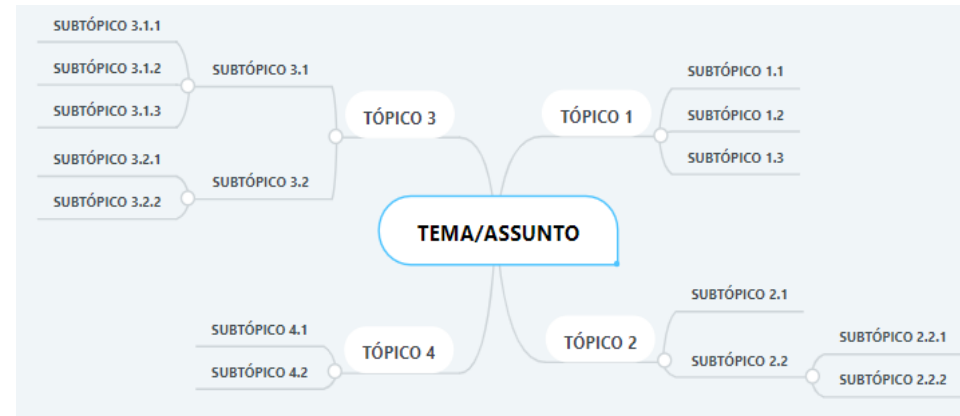 TEMA/ASSUNTO
TÓPICO 1
SUBTÓPICO 1.1
SUBTÓPICO 1.2
SUBTÓPICO 1.3
TÓPICO 2
SUBTÓPICO 2.1
SUBTÓPICO 2.2
SUBTÓPICO 2.2.1
SUBTÓPICO 2.2.2
TÓPICO 3
SUBTÓPICO 3.1
SUBTÓPICO 3.1.1
SUBTÓPICO 3.1.2
SUBTÓPICO 3.1.3
SUBTÓPICO 3.2
SUBTÓPICO 3.2.1
SUBTÓPICO 3.2.2
TÓPICO 4
SUBTÓPICO 4.1
SUBTÓPICO 4.2